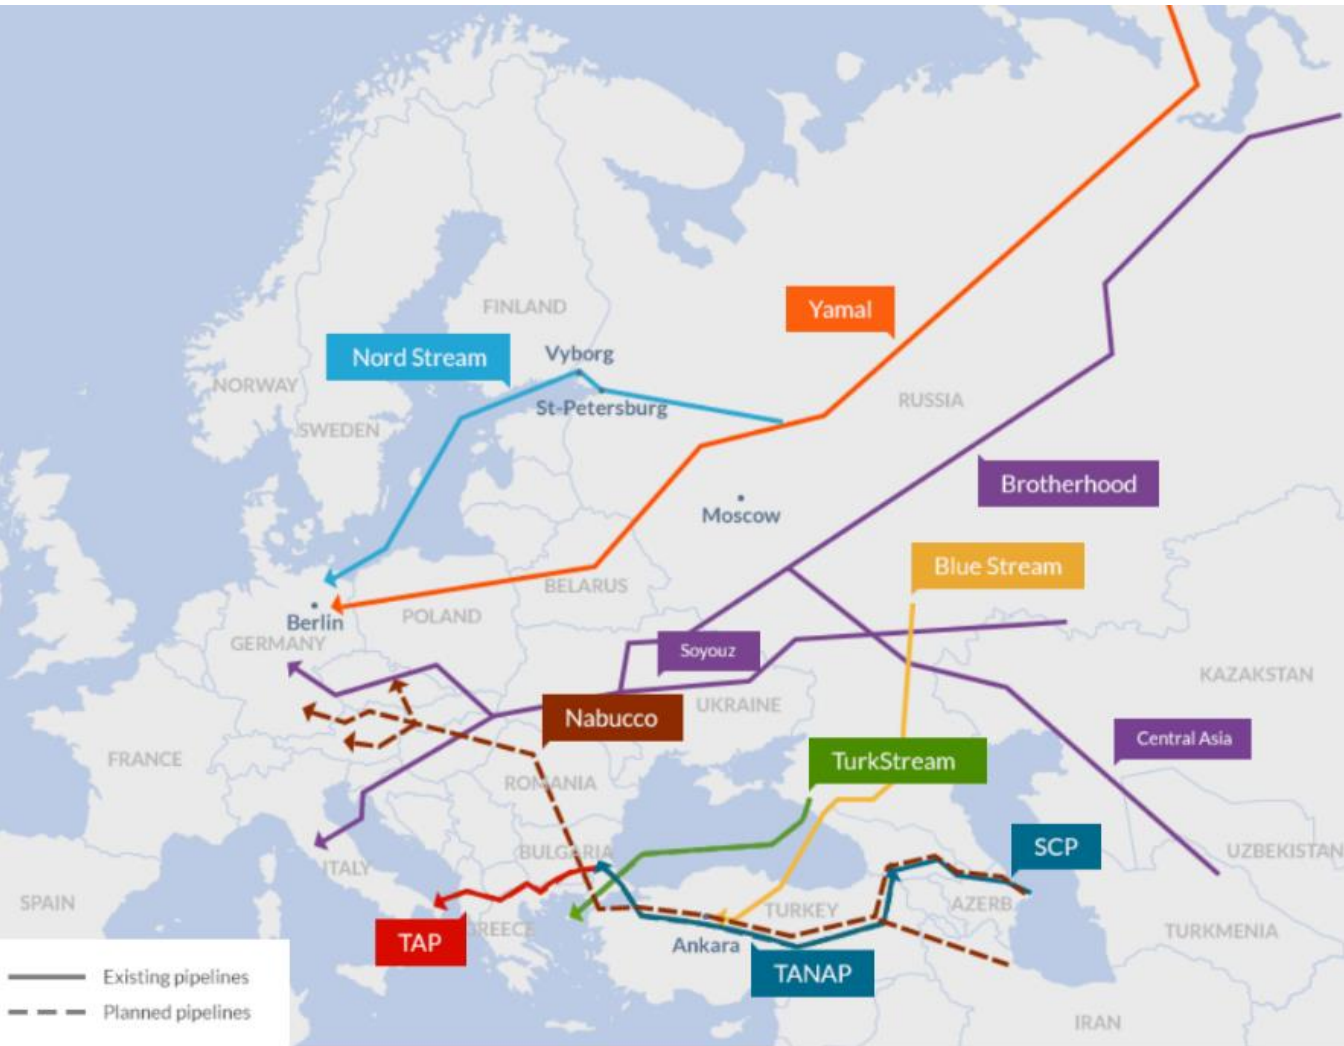 Yamal
FINLAND
Nord Stream
Vyborg
NORWAY
St-Petersburg
RUSSIA
SWEDEN
Brotherhood
Moscow
Blue Stream
BELARUS
Berlin
POLAND
GERMANY
Soyouz
KAZAKSTAN
Nabucco
UKRAINE
Central Asia
FRANCE
TurkStream
ROMANIA
SCP
BULGARIA
UZBEKISTAN
ITALY
SPAIN
AZERB
TURKEY
TAP
GREECE
TURKMENIA
Ankara
TANAP
Existing pipelines
Planned pipelines
IRAN